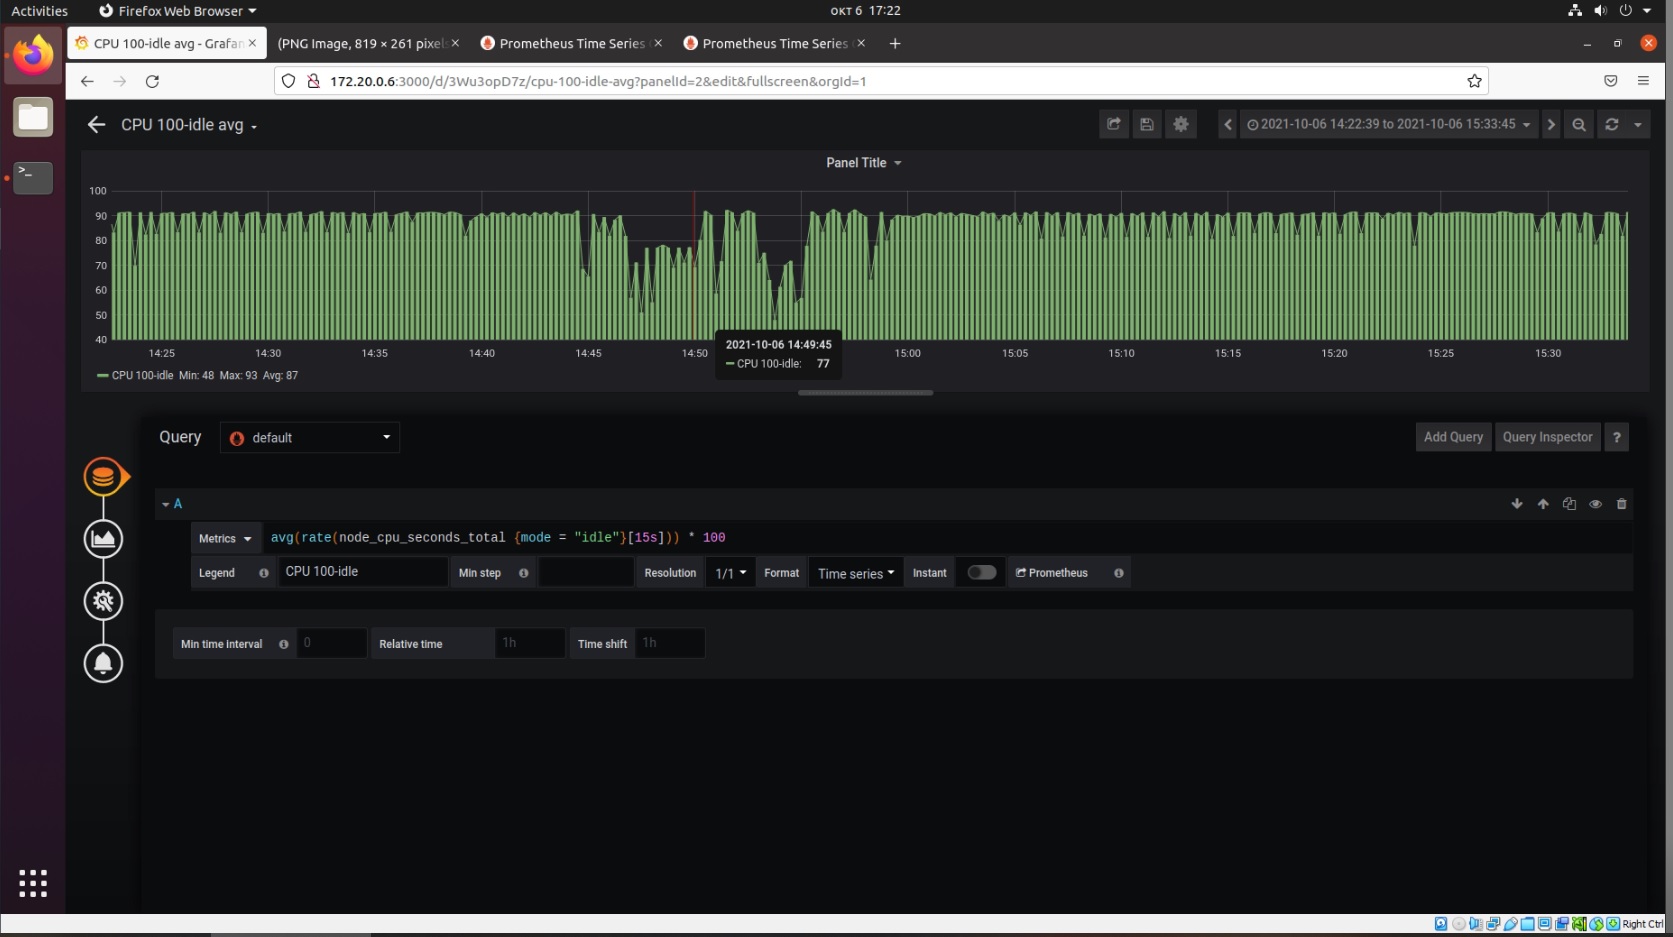 Activities Firefox Web Browser окт 6 17:22
CPU 100-idle avg - Grafan (PNG Image, 819 × 261 pixels Prometheus Time Series Prometheus Time Series
172.20.0.6:3000/d/3Wu3opD7z/cpu-100-idle-avg?panelId=2&edit&fullscreen&orgId=1
CPU 100-idle avg 2021-10-06 14:22:39 to 2021-10-06 15:33:45
Panel Title
100
90
80
70
60
50
40
14:25 14:30 14:35 14:40 14:45 14:50 15:00 15:05 15:10 15:15 15:20 15:25 15:30
2021-10-06 14:49:45
CPU 100-idle: 77
CPU 100-idle Min: 48 Max: 93 Avg: 87
Query default Add Query Query Inspector ?
A
Metrics avg(rate(node_cpu_seconds_total {mode = "idle"}[15s])) * 100
Legend CPU 100-idle Min step Resolution 1/1 Format Time series Instant Prometheus
Min time interval 0 Relative time 1h Time shift 1h
Right Ctrl